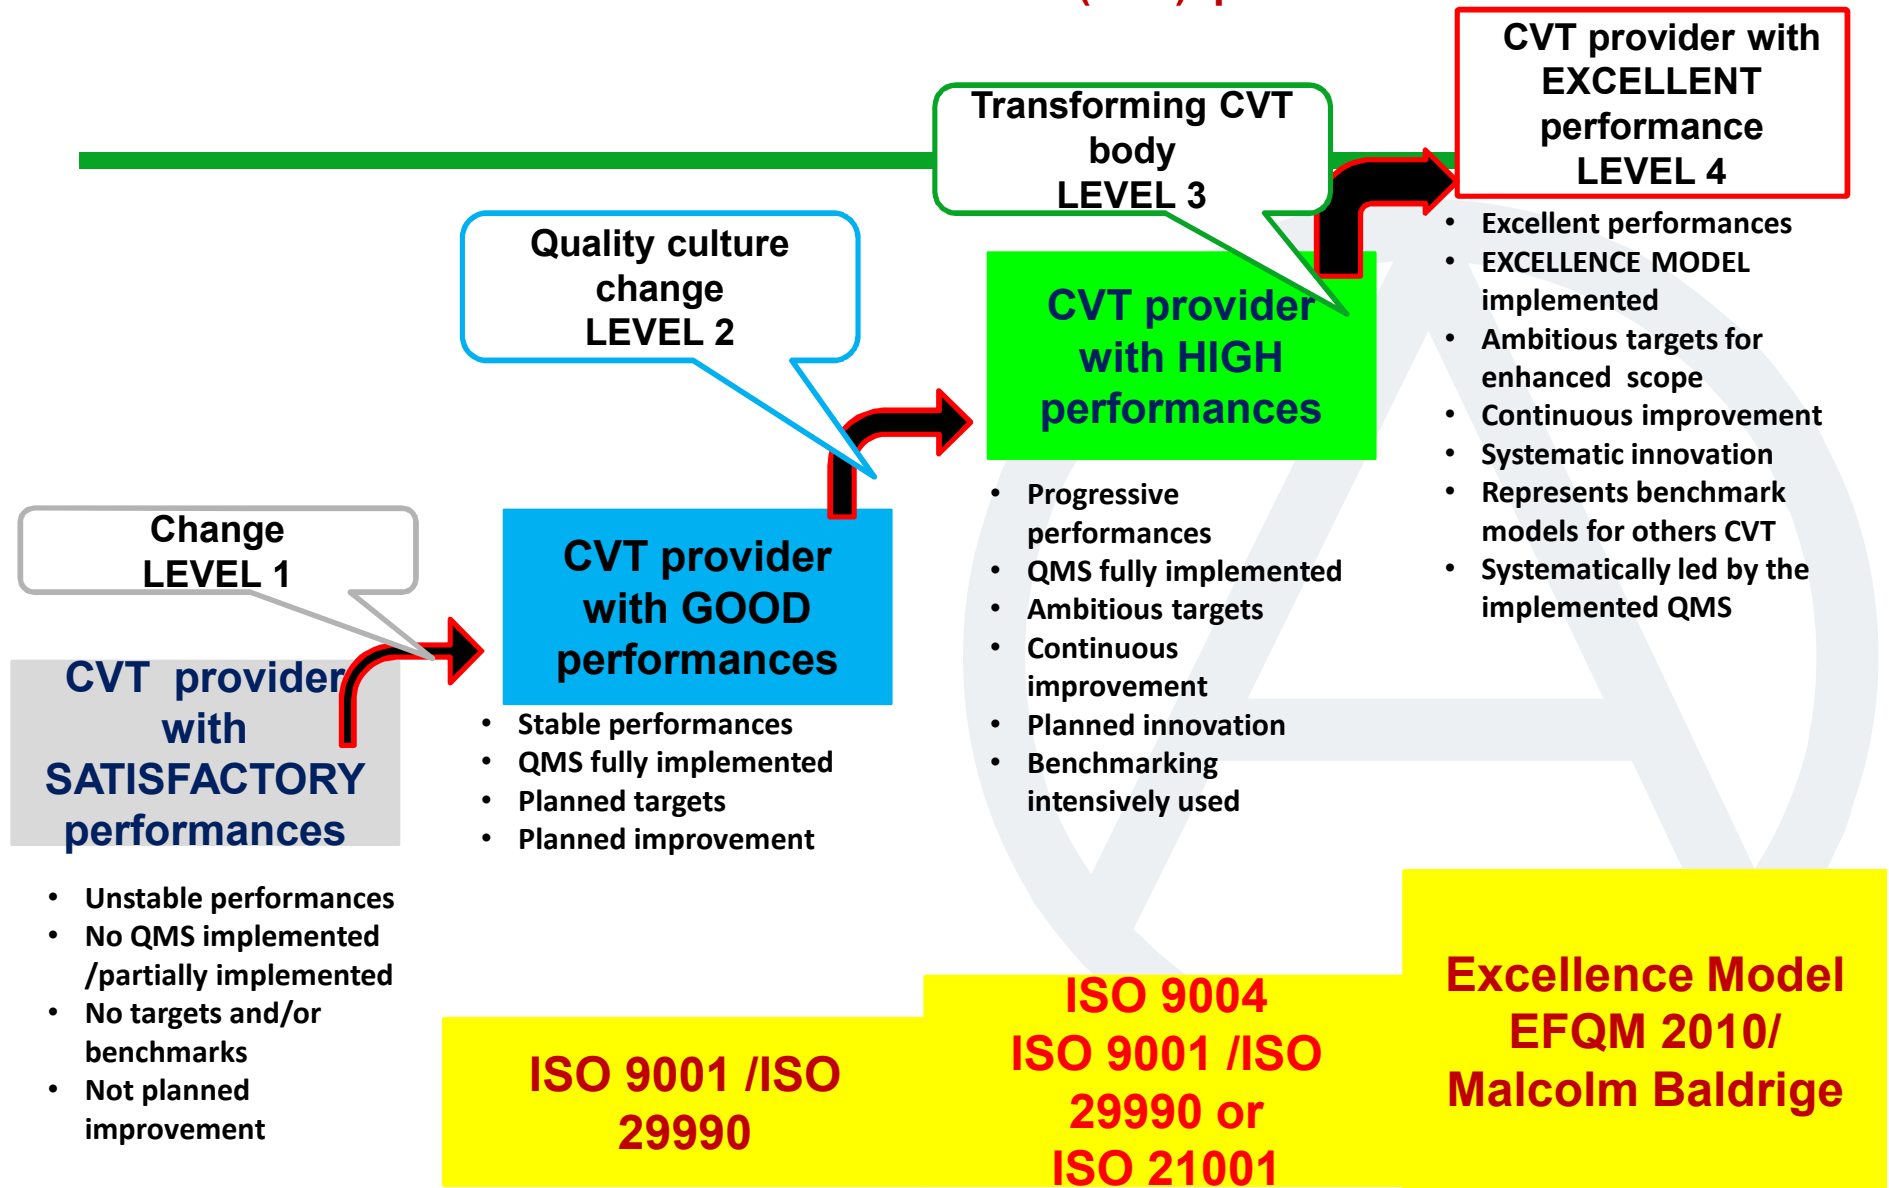 CVT provider with
EXCELLENT
performance
LEVEL 4
Transforming CVT
body
LEVEL 3
Quality culture
change
LEVEL 2
Change
LEVEL 1
CVT provider
with
SATISFACTORY
performances
• Unstable performances
• No QMS implemented
/partially implemented
• No targets and/or
benchmarks
• Not planned
improvement
CVT provider
with GOOD
performances
• Stable performances
• QMS fully implemented
• Planned targets
• Planned improvement
CVT provider
with HIGH
performances
• Progressive
performances
• QMS fully implemented
• Ambitious targets
• Continuous
improvement
• Planned innovation
• Benchmarking
intensively used
• Excellent performances
• EXCELLENCE MODEL
implemented
• Ambitious targets for
enhanced scope
• Continuous improvement
• Systematic innovation
• Represents benchmark
models for others CVT
• Systematically led by the
implemented QMS
ISO 9001 /ISO
29990
ISO 9004
ISO 9001 /ISO
29990 or
ISO 21001
Excellence Model
EFQM 2010/
Malcolm Baldrige